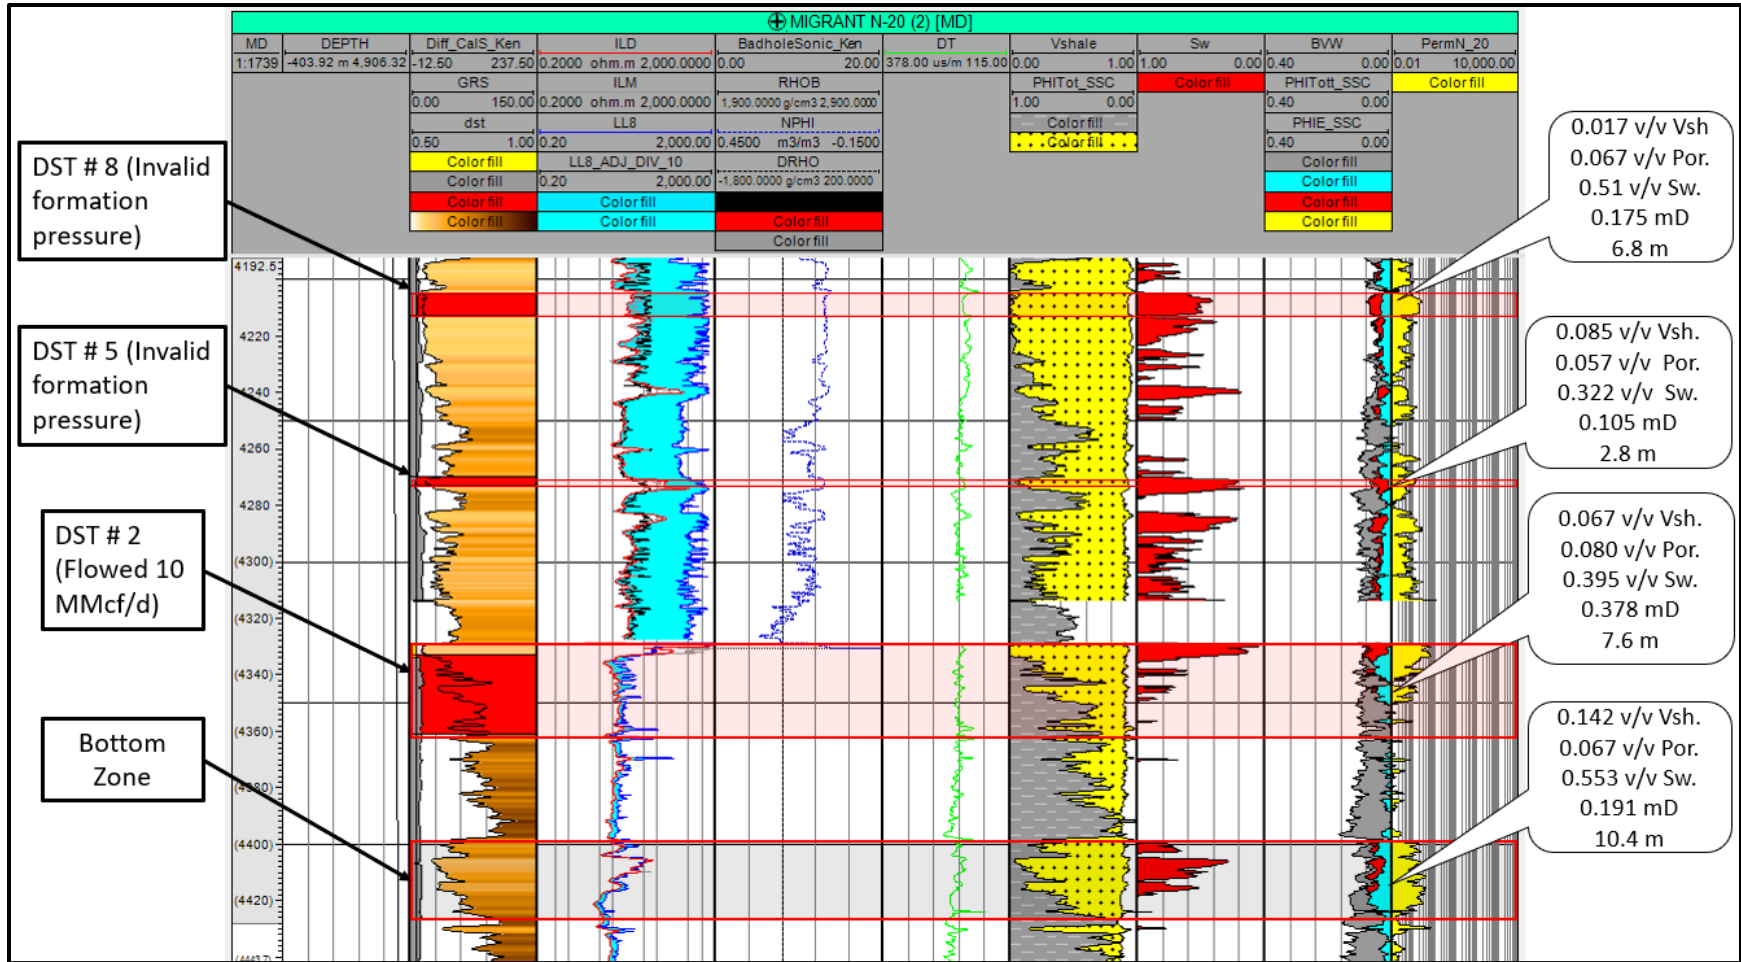 MIGRANT N-20 (2) [MD]
MD DEPTH Diff_CalS_Ken ILD BadholeSonic_Ken DT Vshale Sw BVW PermN_20
1:1739 -403.92 m 4,906.32 -12.50 237.50 0.2000 ohm.m 2,000.0000 0.00 20.00 378.00 us/m 115.00 0.00 1.00 1.00 0.00 0.40 0.00 0.01 10,000.00
GRS ILM RHOB PHITot_SSC Color fill PHITott_SSC Color fill
0.00 150.00 0.2000 ohm.m 2,000.0000 1,900.0000 g/cm3 2,900.0000 1.00 0.00 0.40 0.00
dst LL8 NPHI Color fill PHIE_SSC
0.50 1.00 0.20 2,000.00 0.4500 m3/m3 -0.1500 Color fill 0.40 0.00
Color fill LL8_ADJ_DIV_10 DRHO Color fill
Color fill 0.20 2,000.00 -1,800.0000 g/cm3 200.0000 Color fill
Color fill Color fill Color fill
Color fill Color fill Color fill Color fill
Color fill
DST # 8 (Invalid
formation
pressure)
DST # 5 (Invalid
formation
pressure)
DST # 2
(Flowed 10
MMcf/d)
Bottom
Zone
4192.5
4220
4240
4260
4280
(4300)
(4320)
(4340)
(4360)
(4380)
(4400)
(4420)
(4437)
0.017 v/v Vsh
0.067 v/v Por.
0.51 v/v Sw.
0.175 mD
6.8 m
0.085 v/v Vsh.
0.057 v/v Por.
0.322 v/v Sw.
0.105 mD
2.8 m
0.067 v/v Vsh.
0.080 v/v Por.
0.395 v/v Sw.
0.378 mD
7.6 m
0.142 v/v Vsh.
0.067 v/v Por.
0.553 v/v Sw.
0.191 mD
10.4 m